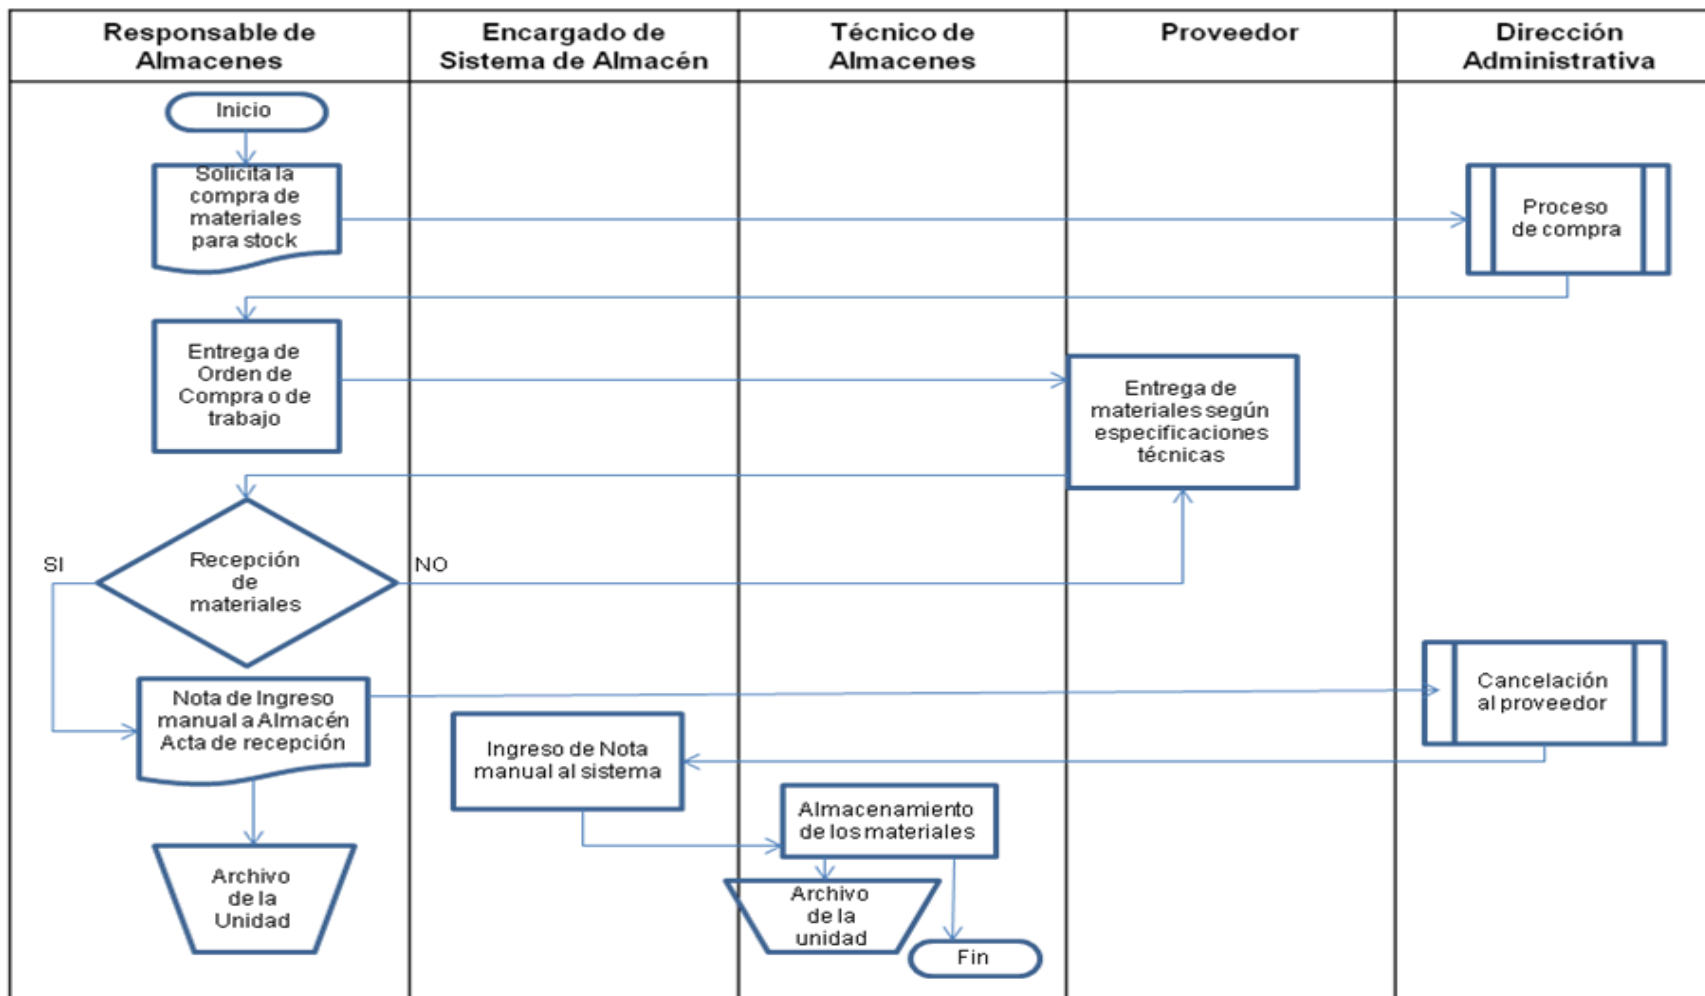 Responsable de
Almacenes
Encargado de
Sistema de Almacén
Técnico de
Almacenes
Proveedor
Dirección
Administrativa
Inicio
Solicita la
compra de
materiales
para stock
Proceso
de compra
Entrega de
Orden de
Compra o de
trabajo
Entrega de
materiales según
especificaciones
técnicas
SI
Recepción
de
materiales
NO
Nota de Ingreso
manual a Almacén
Acta de recepción
Cancelación
al proveedor
Ingreso de Nota
manual al sistema
Almacenamiento
de los materiales
Archivo
de la
Unidad
Archivo
de la
unidad
Fin